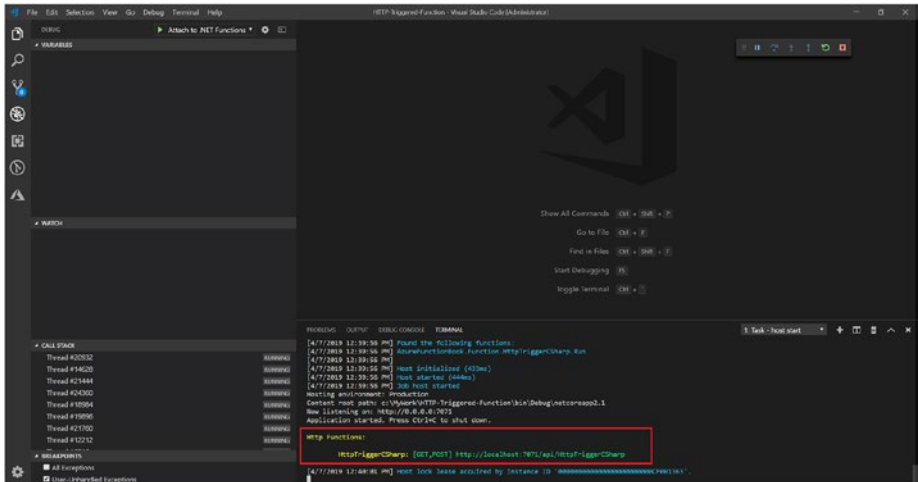 File Edit Selection View Go Debug Terminal Help
HTTP-Triggered-Function - Visual Studio Code [Administrator]
DEBUG
Attach to .NET Functions
VARIABLES
WATCH
Show All Commands Ctrl + Shift + P
Go to File Ctrl + P
Find in Files Ctrl + Shift + F
Start Debugging F5
Toggle Terminal Ctrl + `
PROBLEMS OUTPUT DEBUG CONSOLE TERMINAL
1: Task - host start
[4/7/2019 12:39:56 PM] Found the following functions:
[4/7/2019 12:39:56 PM] AzureFunctionBook.Function.HttpTriggerCSharp.Run
[4/7/2019 12:39:56 PM]
[4/7/2019 12:39:56 PM] Host initialized (435ms)
[4/7/2019 12:39:56 PM] Host started (444ms)
[4/7/2019 12:39:56 PM] Job host started
Hosting environment: Production
Content root path: c:\MyWork\HTTP-Triggered-Function\bin\Debug\netcoreapp2.1
Now listening on: http://0.0.0.0:7071
Application started. Press Ctrl+C to shut down.
Http Functions:
HttpTriggerCSharp: [GET,POST] http://localhost:7071/api/HttpTriggerCSharp
[4/7/2019 12:40:01 PM] Host lock lease acquired by instance ID
CALL STACK
Thread #20932 RUNNING
Thread #14628 RUNNING
Thread #21444 RUNNING
Thread #24360 RUNNING
Thread #18984 RUNNING
Thread #19896 RUNNING
Thread #21760 RUNNING
Thread #12212 RUNNING
BREAKPOINTS
All Exceptions
User-Unhandled Exceptions